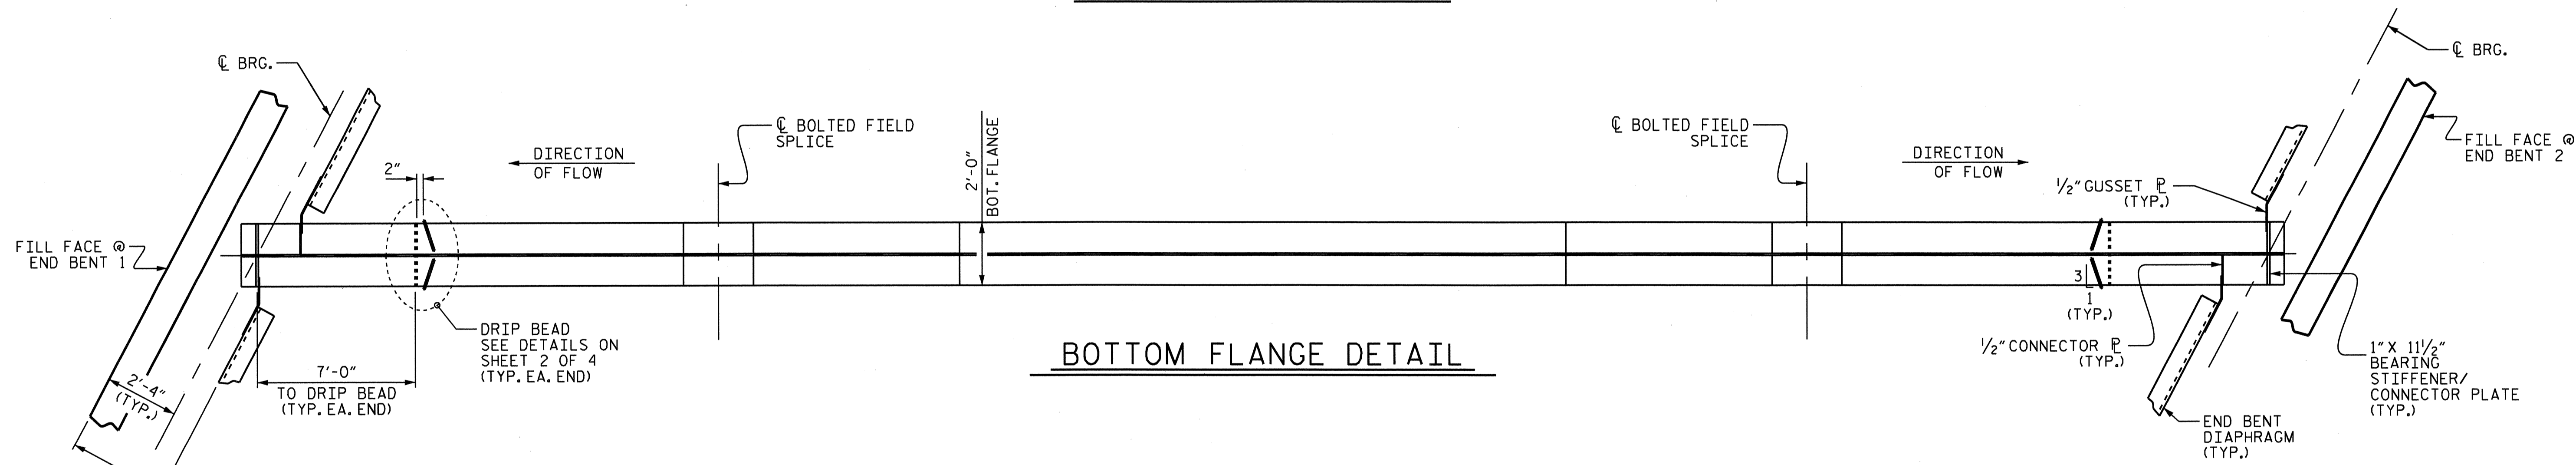 ℄ BRG.
℄ BRG.
℄ BOLTED FIELD
SPLICE
℄ BOLTED FIELD
SPLICE
FILL FACE @
END BENT 2
DIRECTION
OF FLOW
DIRECTION
OF FLOW
2"
2'-0"
BOT. FLANGE
1/2" GUSSET ℄
(TYP.)
FILL FACE @
END BENT 1
3
1
(TYP.)
DRIP BEAD
SEE DETAILS ON
SHEET 2 OF 4
(TYP. EA. END)
BOTTOM FLANGE DETAIL
1/2" CONNECTOR ℄
(TYP.)
1" X 11 1/2"
BEARING
STIFFENER/
CONNECTOR PLATE
(TYP.)
7'-0"
TO DRIP BEAD
(TYP. EA. END)
2'-4"
(TYP.)
END BENT
DIAPHRAGM
(TYP.)